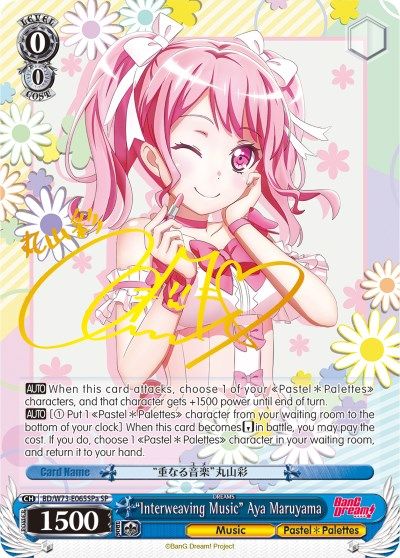 LEVEL
0
0
COST
丸山彩
AUTO When this card attacks, choose 1 of your «Pastel＊Palettes»
characters, and that character gets +1500 power until end of turn.
AUTO [① Put 1 «Pastel＊Palettes» character from your waiting room to the
bottom of your clock] When this card becomes ▼ in battle, you may pay the
cost. If you do, choose 1 «Pastel＊Palettes» character in your waiting room,
and return it to your hand.
Card Name
"重なる音楽"丸山彩
CH BD/W73-E065SPa SP
DREAMS
"Interweaving Music" Aya Maruyama
BanG Dream!
POWER
1500
Music
Pastel＊Palettes
©BanG Dream! Project